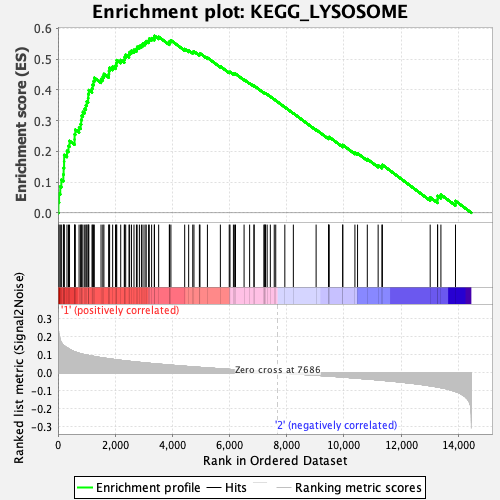 Enrichment plot: KEGG_LYSOSOME
Enrichment score (ES)
0.6
0.5
0.4
0.3
0.2
0.1
0.0
'1' (positively correlated)
Ranked list metric (Signal2Noise)
0.3
0.2
0.1
0.0
-0.1
-0.2
-0.3
Zero cross at 7686
'2' (negatively correlated)
0 2,000 4,000 6,000 8,000 10,000 12,000 14,000
Rank in Ordered Dataset
Enrichment profile Hits Ranking metric scores